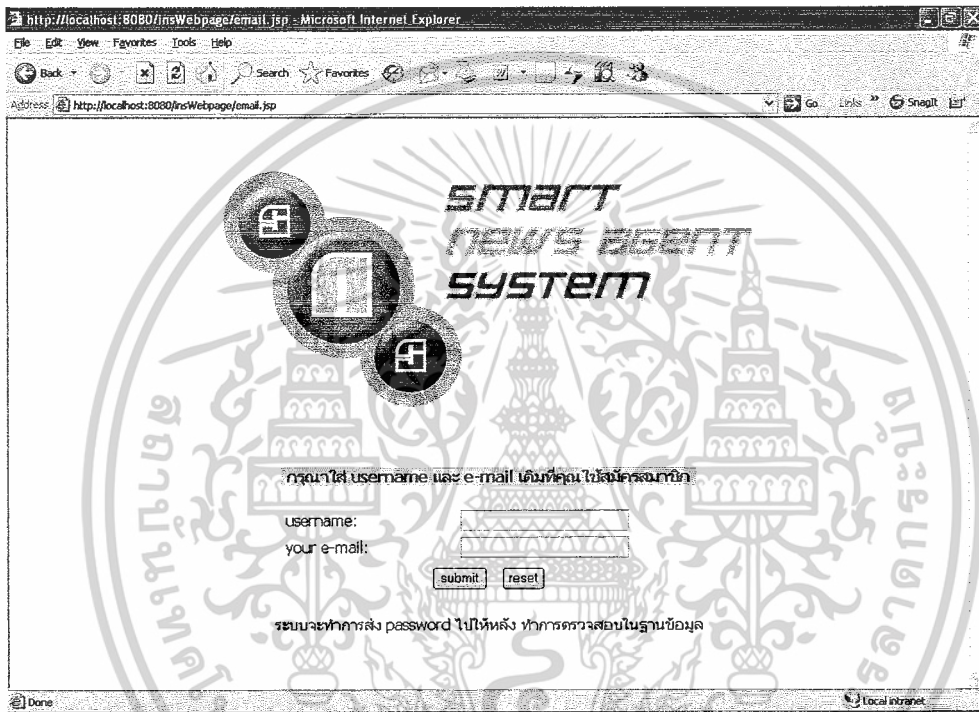 http://localhost:8080/insWebpage/email.jsp - Microsoft Internet Explorer
File Edit View Favorites Tools Help
Back Search Favorites
Address http://localhost:8080/insWebpage/email.jsp Go Links » SnagIt
smart
news agent
system
กรุณาใส่ username และ e-mail เดิมที่คุณใช้สมัครสมาชิก
username:
your e-mail:
submit reset
ระบบจะทำการส่ง password ไปให้หลัง ทำการตรวจสอบในฐานข้อมูล
Done Local intranet